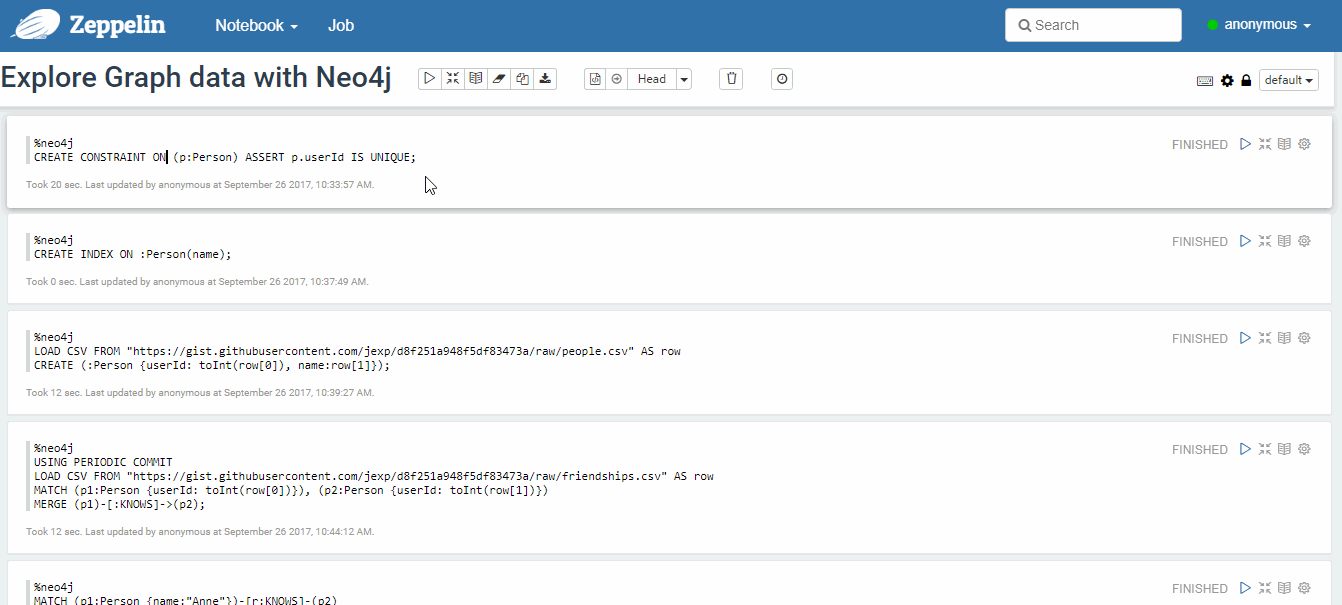 Zeppelin
Notebook
Job
Search
anonymous
Explore Graph data with Neo4j
Head
default
%neo4j
CREATE CONSTRAINT ON (p:Person) ASSERT p.userId IS UNIQUE;
FINISHED
Took 20 sec. Last updated by anonymous at September 26 2017, 10:33:57 AM.
%neo4j
CREATE INDEX ON :Person(name);
FINISHED
Took 0 sec. Last updated by anonymous at September 26 2017, 10:37:49 AM.
%neo4j
LOAD CSV FROM "https://gist.githubusercontent.com/jexp/d8f251a948f5df83473a/raw/people.csv" AS row
CREATE (:Person {userId: toInt(row[0]), name:row[1]});
FINISHED
Took 12 sec. Last updated by anonymous at September 26 2017, 10:39:27 AM.
%neo4j
USING PERIODIC COMMIT
LOAD CSV FROM "https://gist.githubusercontent.com/jexp/d8f251a948f5df83473a/raw/friendships.csv" AS row
MATCH (p1:Person {userId: toInt(row[0])}), (p2:Person {userId: toInt(row[1])})
MERGE (p1)-[:KNOWS]->(p2);
FINISHED
Took 12 sec. Last updated by anonymous at September 26 2017, 10:44:12 AM.
%neo4j
MATCH (p1:Person {name:"Anne"})-[r:KNOWS]-(p2)
FINISHED